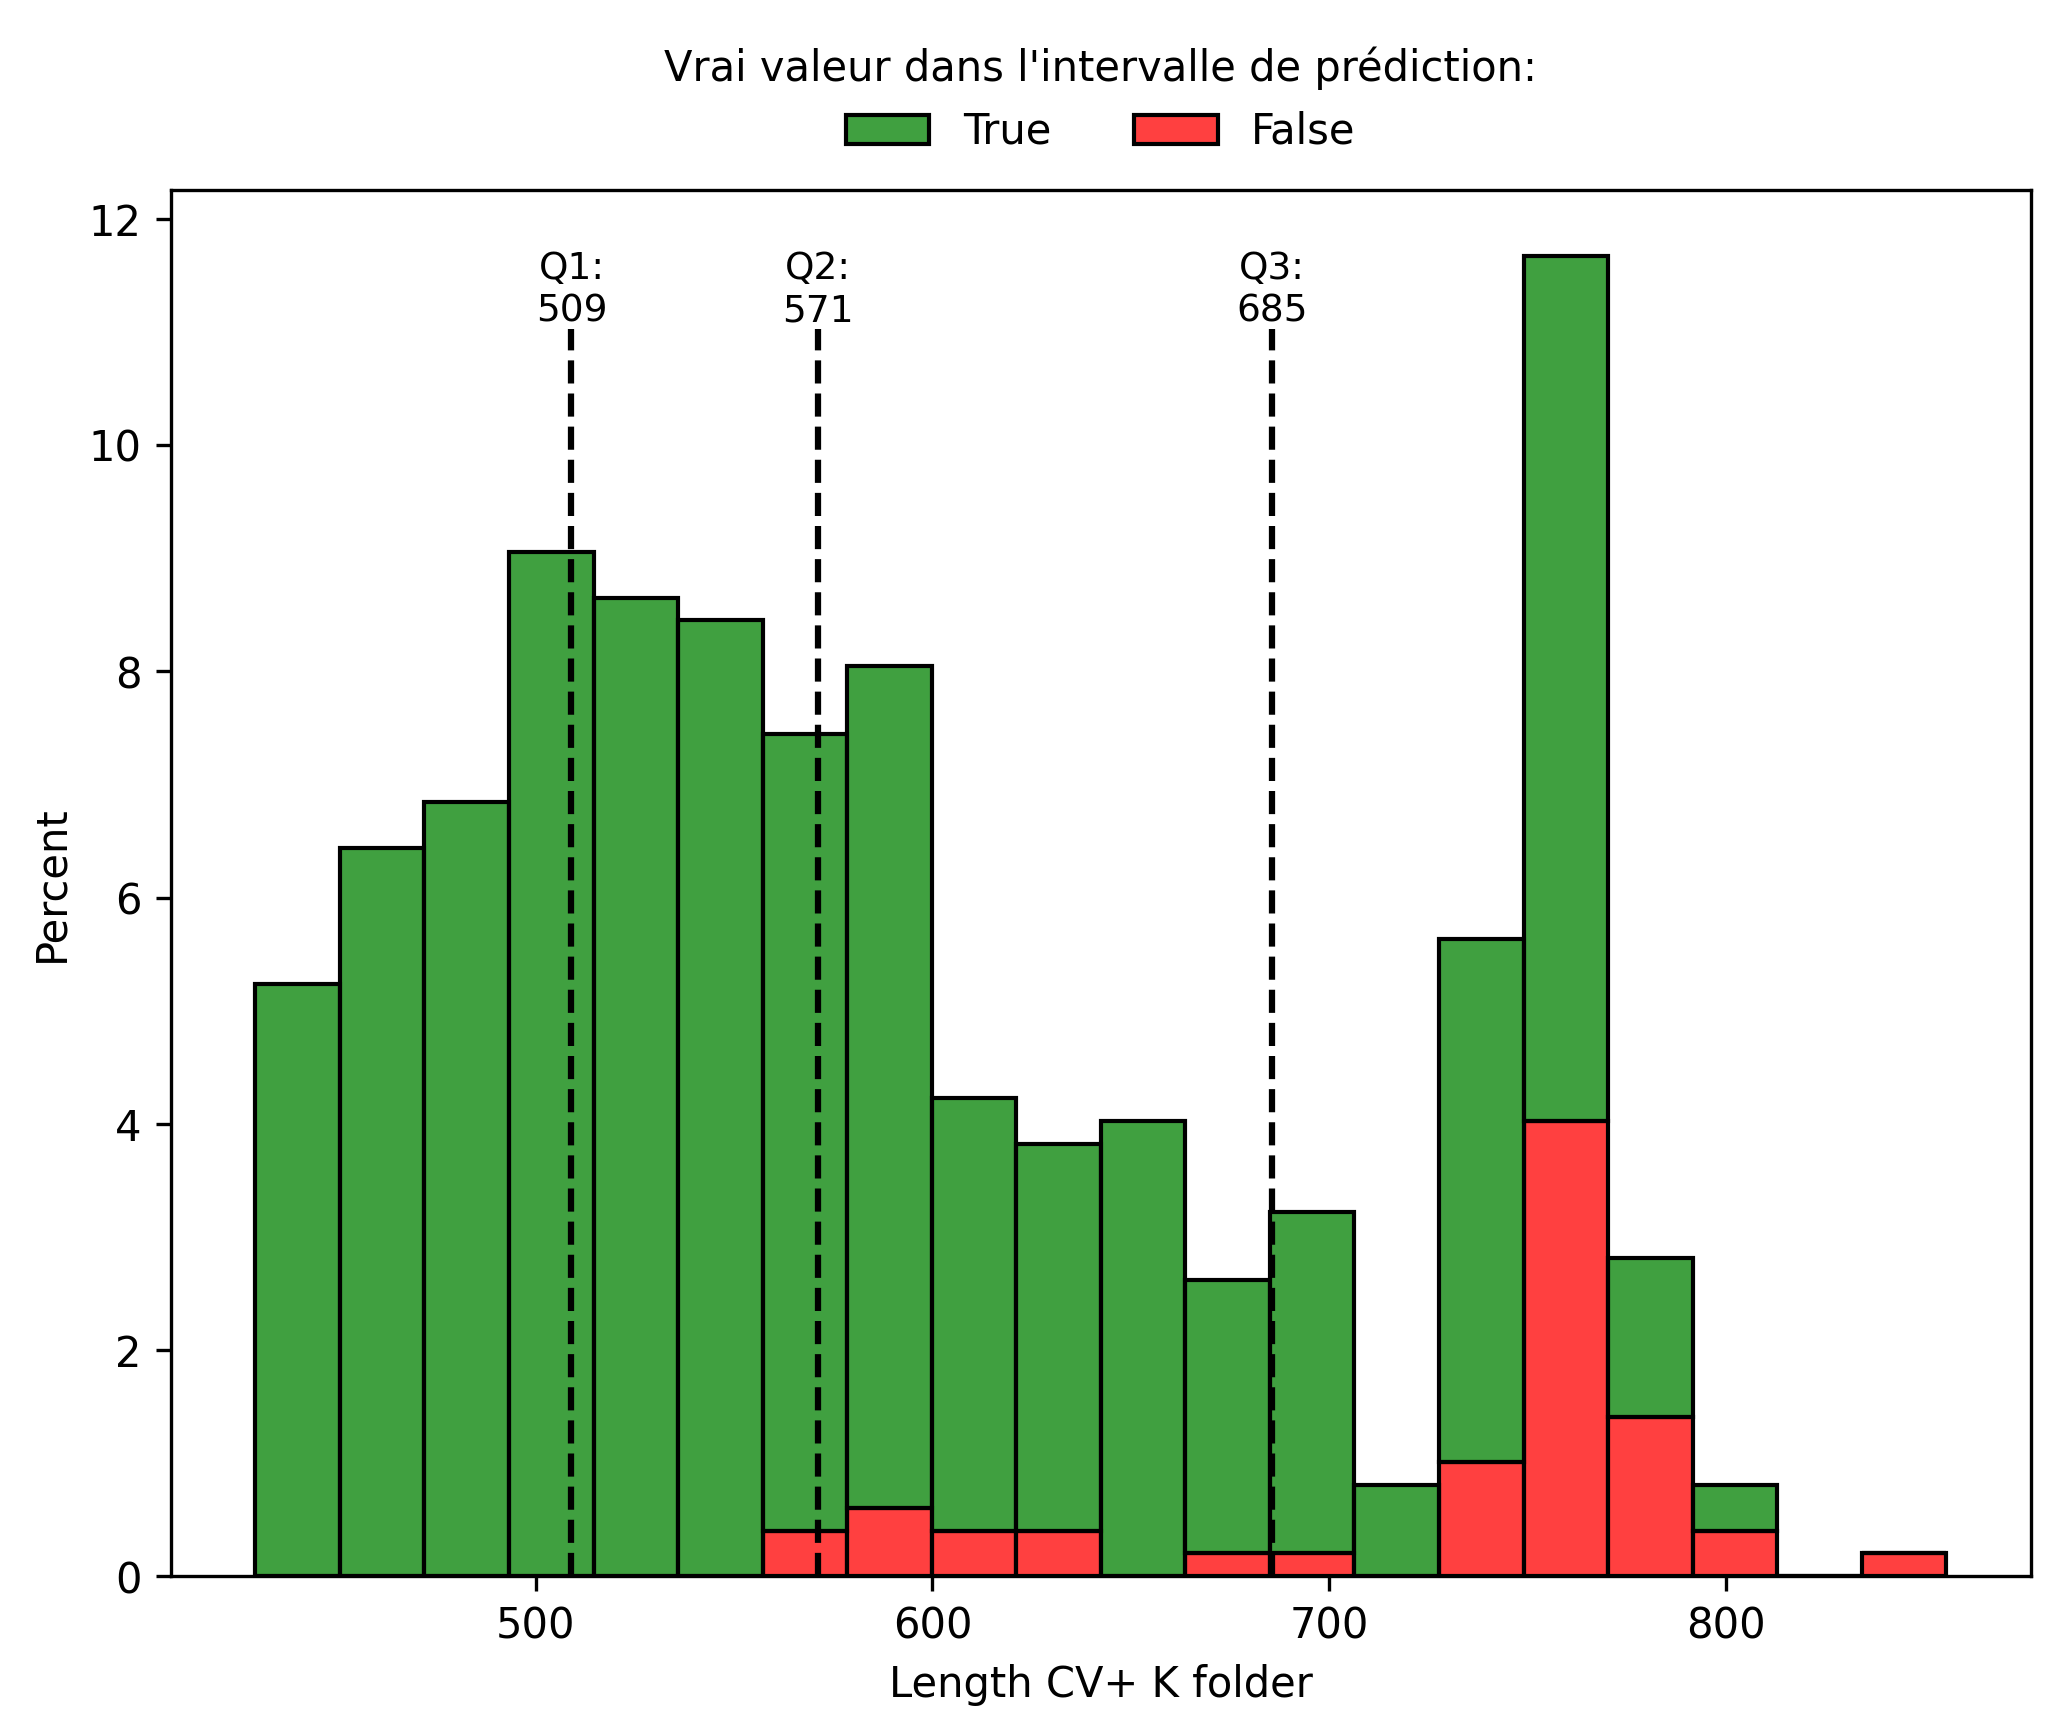 Vrai valeur dans l'intervalle de prédiction:
True False
12
10
8
6
4
2
0
Q1:
509
Q2:
571
Q3:
685
Percent
500 600 700 800
Length CV+ K folder